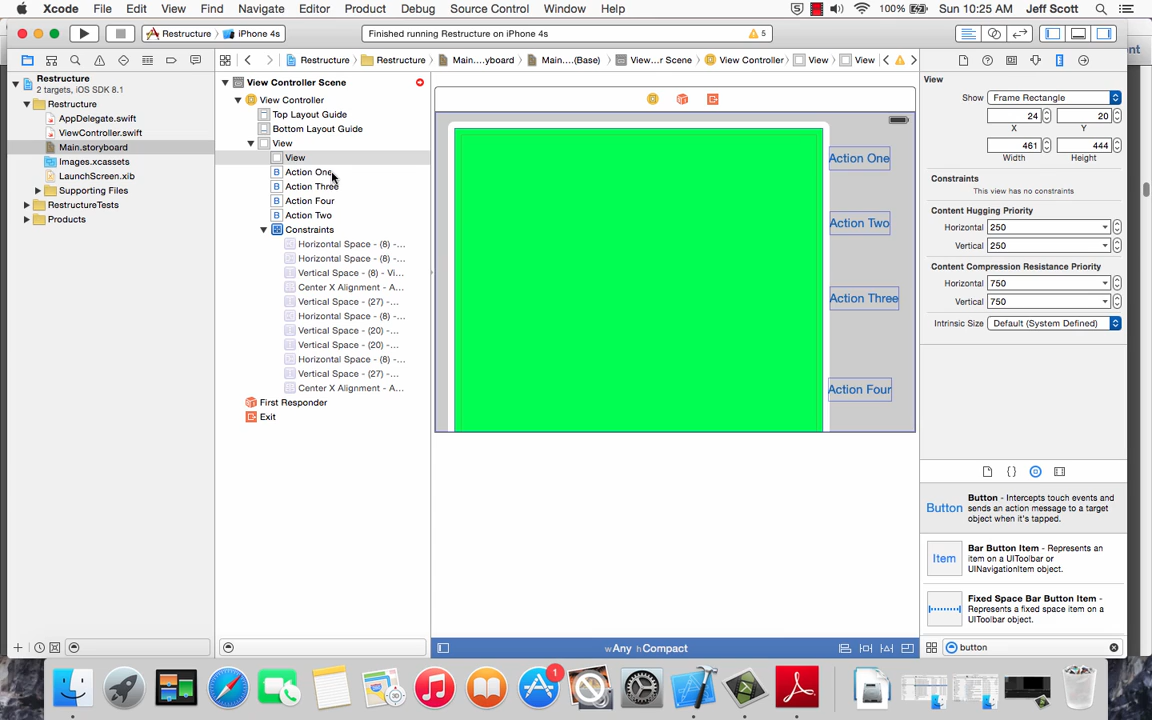 Xcode File Edit View Find Navigate Editor Product Debug Source Control Window Help 100% Sun 10:25 AM Jeff Scott
Restructure iPhone 4s Finished running Restructure on iPhone 4s 5
Restructure Restructure Main....yboard Main....(Base) View...r Scene View Controller View View
Restructure
2 targets, iOS SDK 8.1
Restructure
AppDelegate.swift
ViewController.swift
Main.storyboard
Images.xcassets
LaunchScreen.xib
Supporting Files
RestructureTests
Products
View Controller Scene
View Controller
Top Layout Guide
Bottom Layout Guide
View
View
Action One
Action Three
Action Four
Action Two
Constraints
Horizontal Space - (8) -...
Horizontal Space - (8) -...
Vertical Space - (8) - Vi...
Center X Alignment - A...
Vertical Space - (27) -...
Horizontal Space - (8) -...
Vertical Space - (20) -...
Vertical Space - (20) -...
Horizontal Space - (8) -...
Vertical Space - (27) -...
Center X Alignment - A...
First Responder
Exit
Action One
Action Two
Action Three
Action Four
wAny hCompact
View
Show Frame Rectangle
24 20
X Y
461 444
Width Height
Constraints
This view has no constraints
Content Hugging Priority
Horizontal 250
Vertical 250
Content Compression Resistance Priority
Horizontal 750
Vertical 750
Intrinsic Size Default (System Defined)
Button
Button - Intercepts touch events and
sends an action message to a target
object when it's tapped.
Item
Bar Button Item - Represents an
item on a UIToolbar or
UINavigationItem object.
Fixed Space Bar Button Item -
Represents a fixed space item on a
UIToolbar object.
button
1